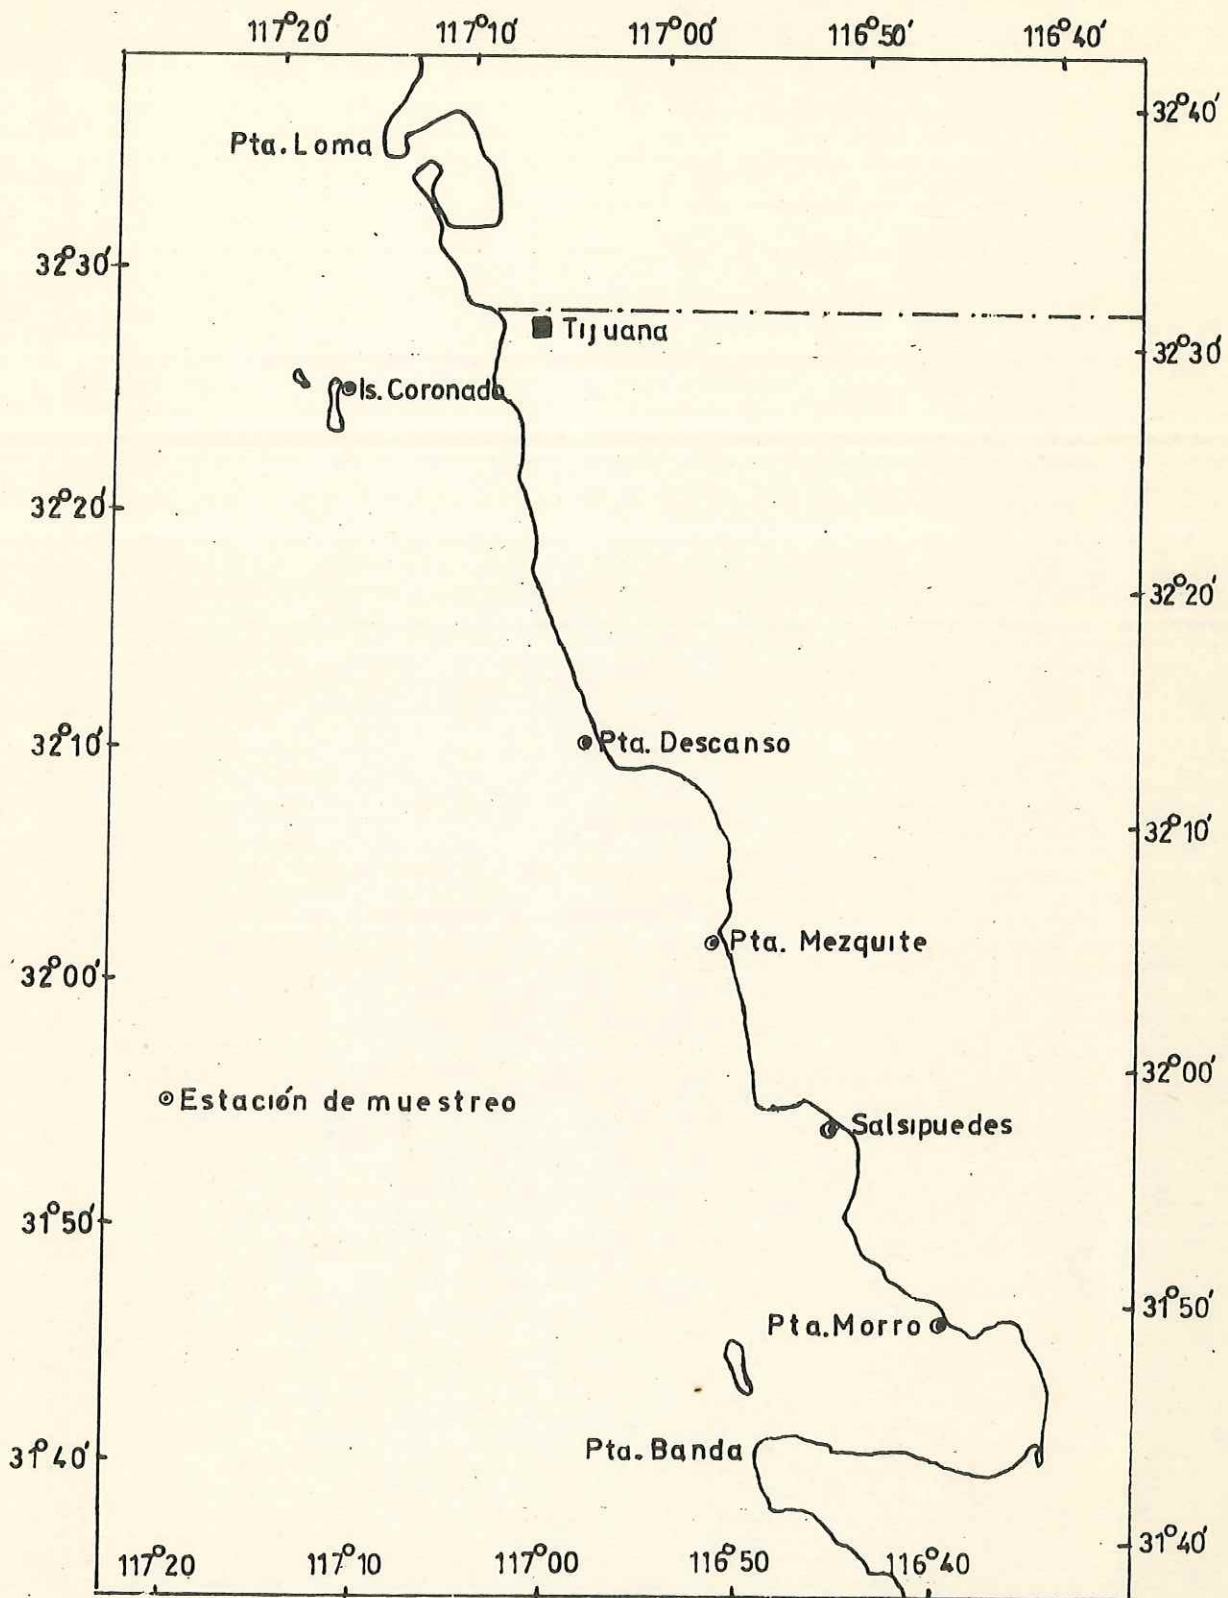 117°20' 117°10' 117°00' 116°50' 116°40'
32°40'
Pta. Loma
32°30'
Tijuana
32°30'
Is. Coronado
32°20'
32°20'
32°10'
Pta. Descanso
32°10'
Pta. Mezquite
32°00'
32°00'
Estación de muestreo
Salsipuedes
31°50'
31°50'
Pta. Morro
Pta. Banda
31°40'
31°40'
117°20' 117°10' 117°00' 116°50' 116°40'